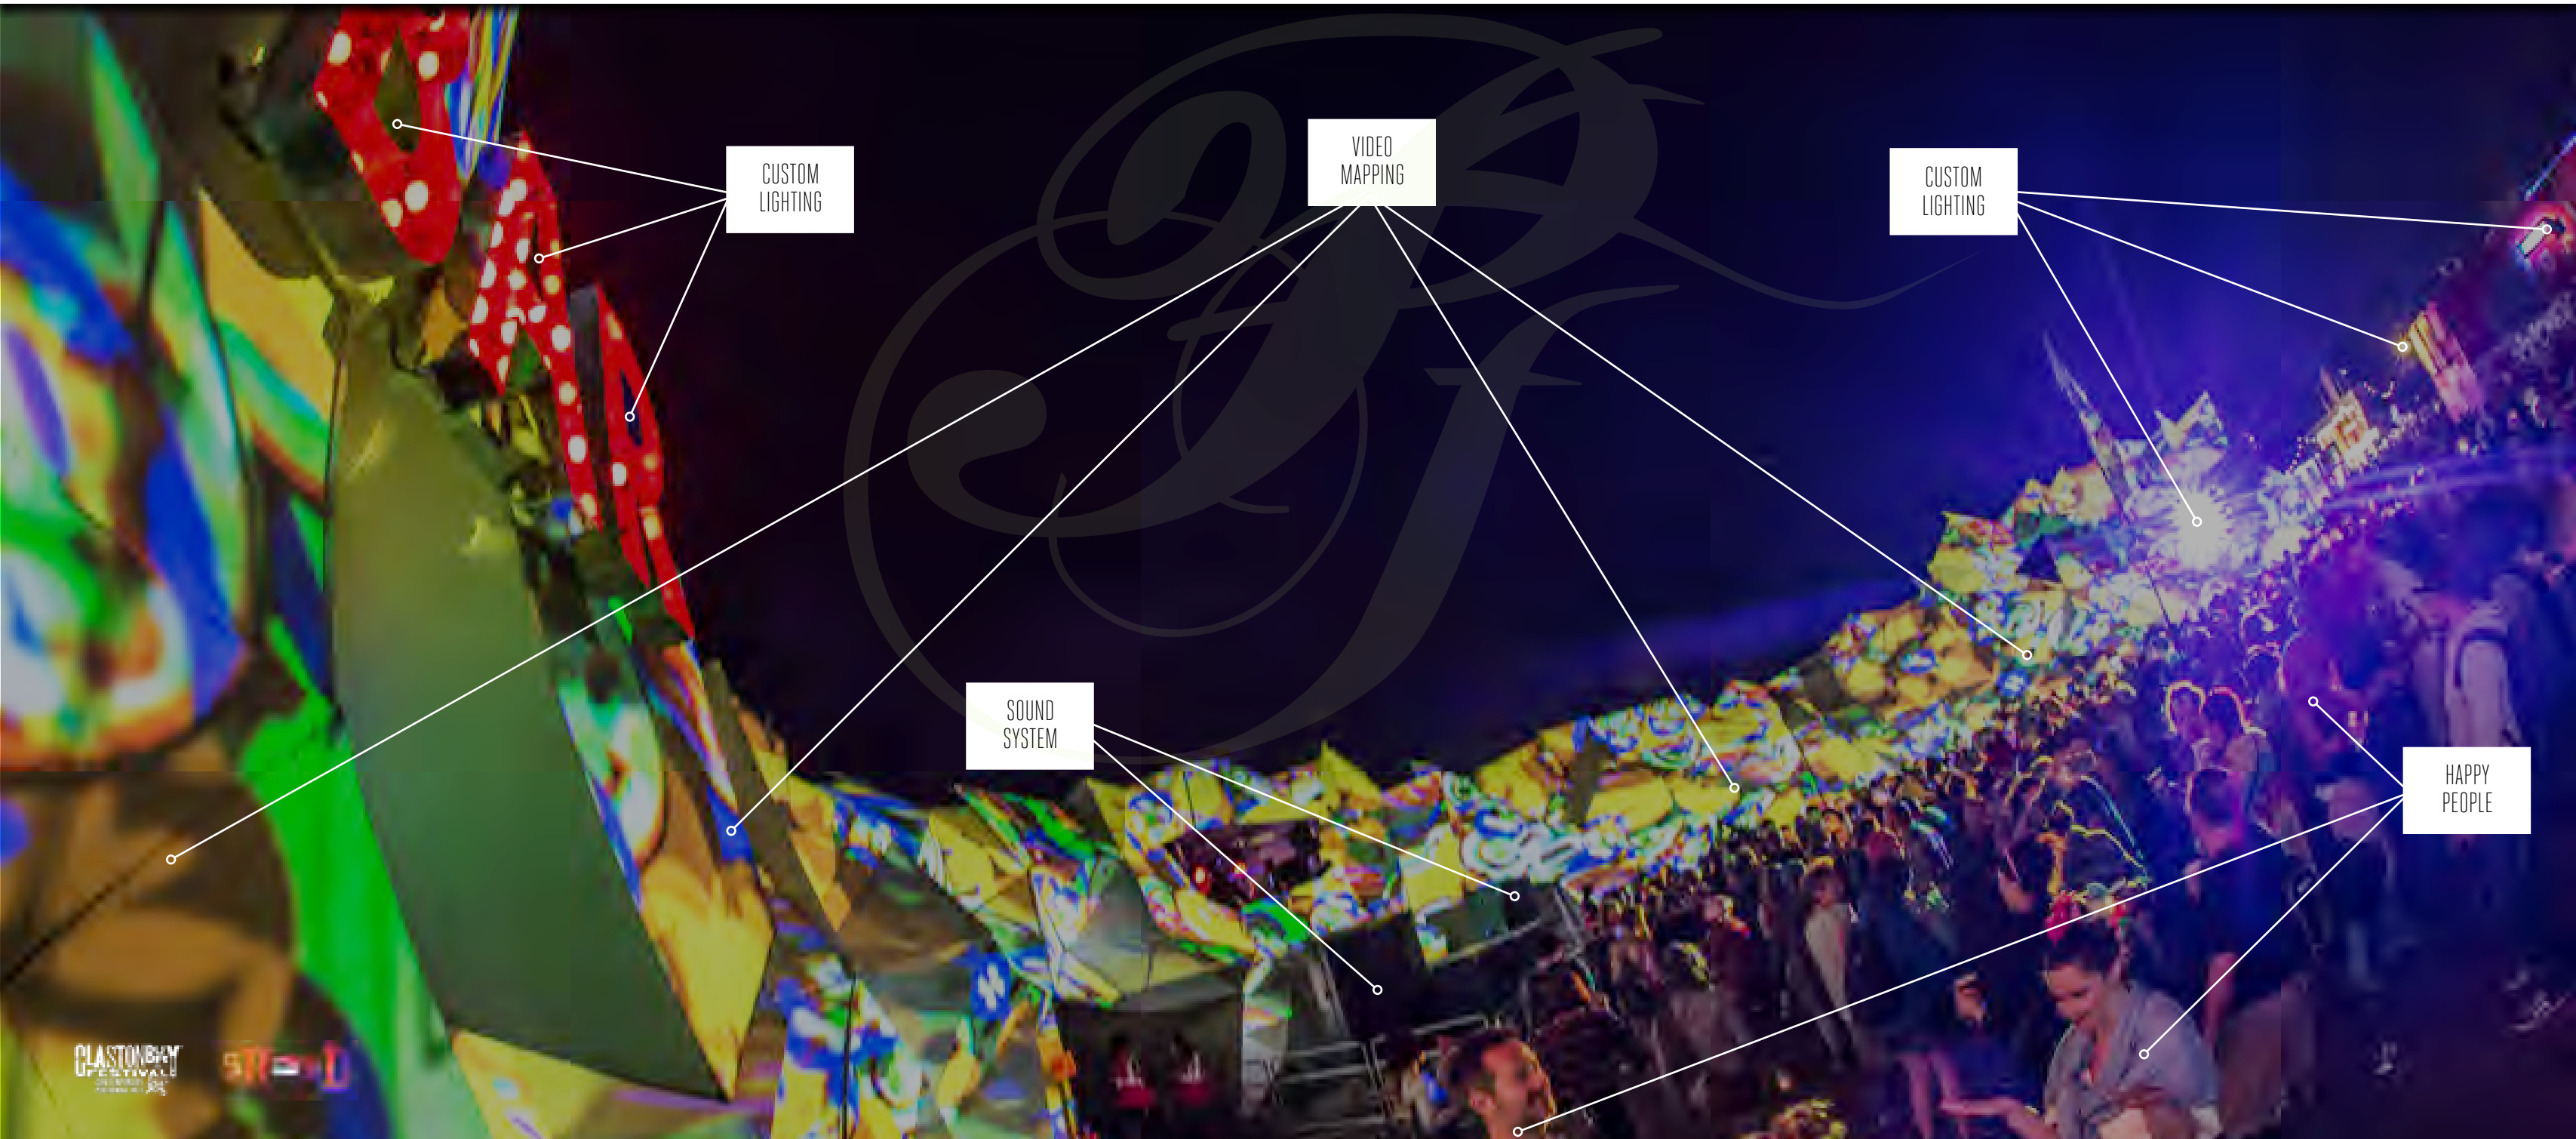 CUSTOM
LIGHTING
VIDEO
MAPPING
CUSTOM
LIGHTING
SOUND
SYSTEM
HAPPY
PEOPLE
GLASTONBURY
FESTIVAL